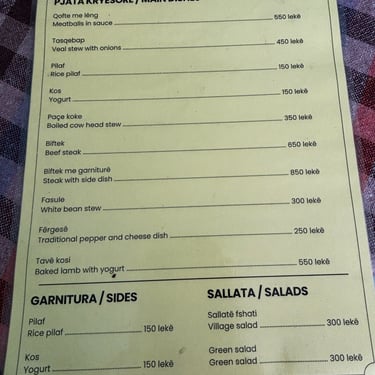 PJATA KRYESORE / MAIN DISHES
Qofte me lëng
Meatballs in sauce 550 lekë
Tasqebap
Veal stew with onions 450 lekë
Pilaf
Rice pilaf 150 lekë
Kos
Yogurt 150 lekë
Paçe koke
Boiled cow head stew 350 lekë
Biftek
Beef steak 650 lekë
Biftek me garniturë
Steak with side dish 850 lekë
Fasule
White bean stew 300 lekë
Fërgesë
Traditional pepper and cheese dish 250 lekë
Tavë kosi
Baked lamb with yogurt 550 lekë
GARNITURA / SIDES
Pilaf
Rice pilaf 150 lekë
Kos
Yogurt 150 lekë
SALLATA / SALADS
Sallatë fshati
Village salad 300 lekë
Green salad
Green salad 300 lekë